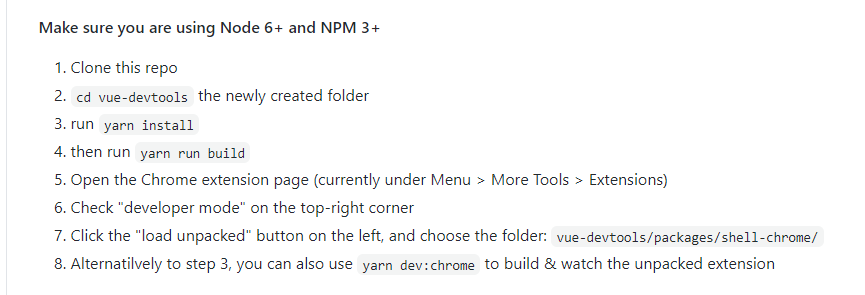 Make sure you are using Node 6+ and NPM 3+
1. Clone this repo
2. cd vue-devtools the newly created folder
3. run yarn install
4. then run yarn run build
5. Open the Chrome extension page (currently under Menu > More Tools > Extensions)
6. Check "developer mode" on the top-right corner
7. Click the "load unpacked" button on the left, and choose the folder: vue-devtools/packages/shell-chrome/
8. Alternatilvely to step 3, you can also use yarn dev:chrome to build & watch the unpacked extension